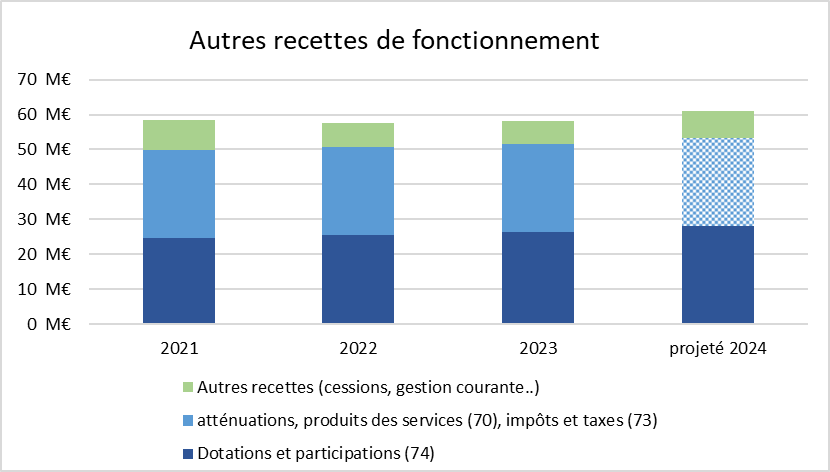 Autres recettes de fonctionnement
70 M€
60 M€
50 M€
40 M€
30 M€
20 M€
10 M€
0 M€
2021 2022 2023 projeté 2024
Autres recettes (cessions, gestion courante..)
atténuations, produits des services (70), impôts et taxes (73)
Dotations et participations (74)